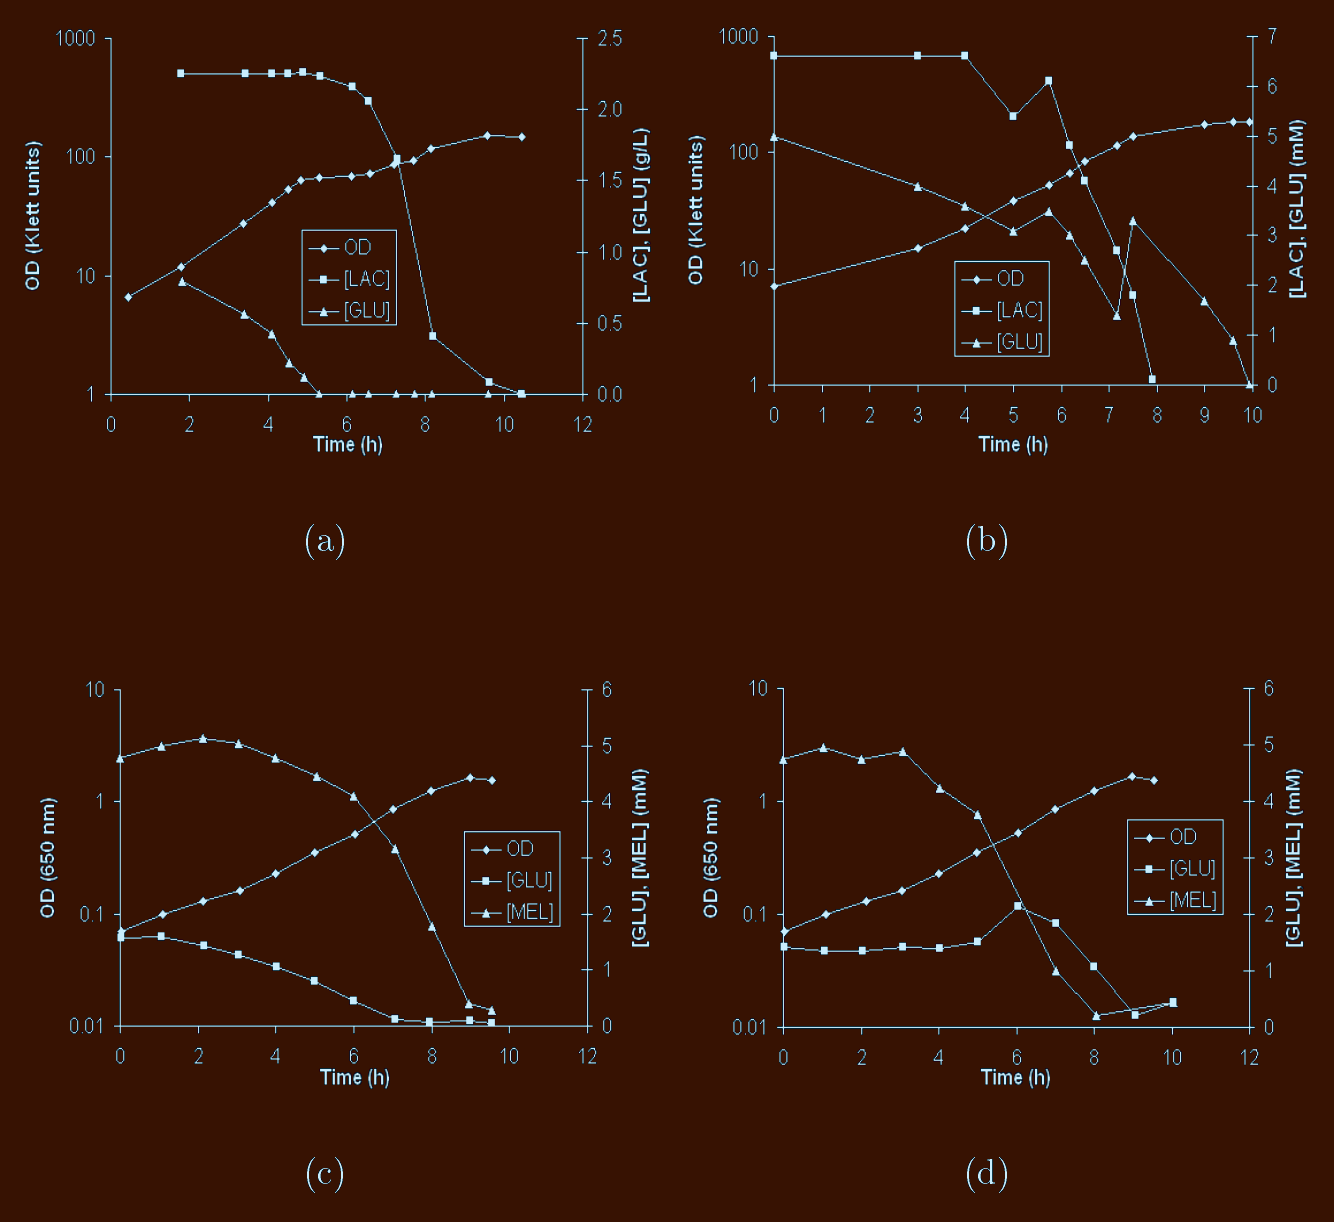 1000
100
10
1
2.5
2.0
1.5
1.0
0.5
0.0
0 2 4 6 8 10 12
Time (h)
OD (Klett units)
[LAC], [GLU] (g/L)
OD
[LAC]
[GLU]
(a)
1000
100
10
1
7
6
5
4
3
2
1
0
0 1 2 3 4 5 6 7 8 9 10
Time (h)
OD (Klett units)
[LAC], [GLU] (mM)
OD
[LAC]
[GLU]
(b)
10
1
0.1
0.01
6
5
4
3
2
1
0
0 2 4 6 8 10 12
Time (h)
OD (650 nm)
[GLU], [MEL] (mM)
OD
[GLU]
[MEL]
(c)
10
1
0.1
0.01
6
5
4
3
2
1
0
0 2 4 6 8 10 12
Time (h)
OD (650 nm)
[GLU], [MEL] (mM)
OD
[GLU]
[MEL]
(d)